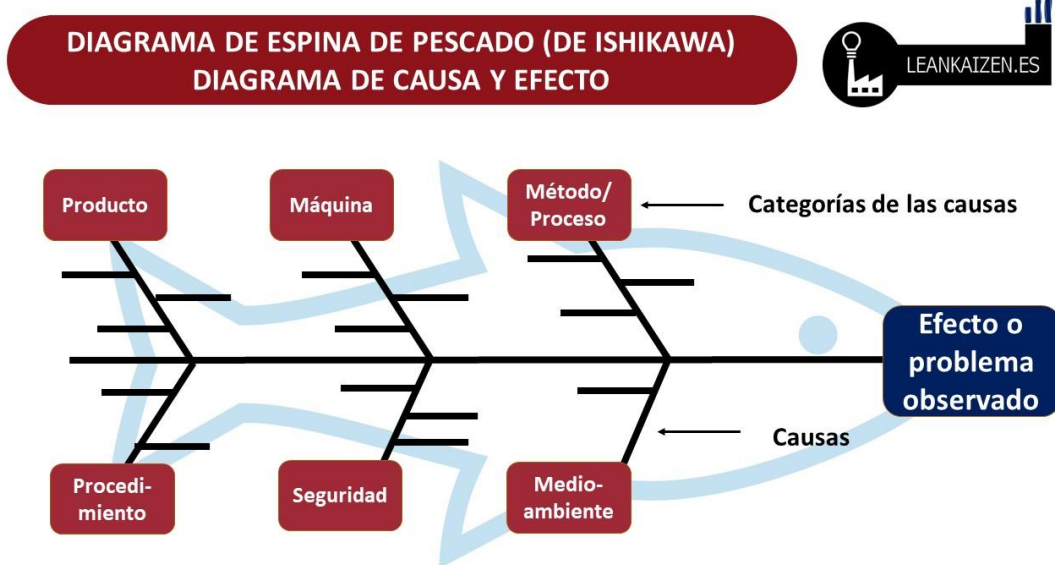 DIAGRAMA DE ESPINA DE PESCADO (DE ISHIKAWA)
DIAGRAMA DE CAUSA Y EFECTO
LEANKAIZEN.ES
Producto
Máquina
Método/
Proceso
Categorías de las causas
Efecto o
problema
observado
Causas
Procedi-
miento
Seguridad
Medio-
ambiente